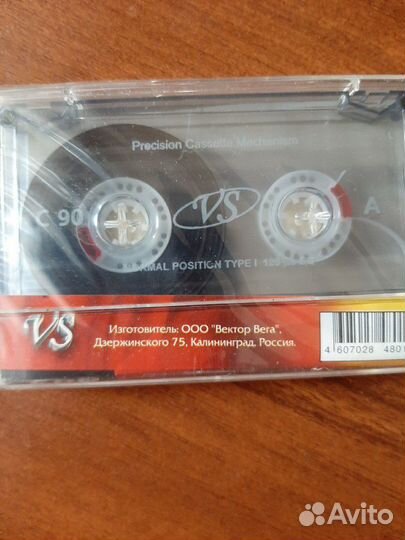 Precision Cassette Mechanism
C 90
VS
A
POSITION TYPE I
VS
Изготовитель: ООО "Вектор Вега",
Дзержинского 75, Калининград, Россия.
4 607028 480
Avito